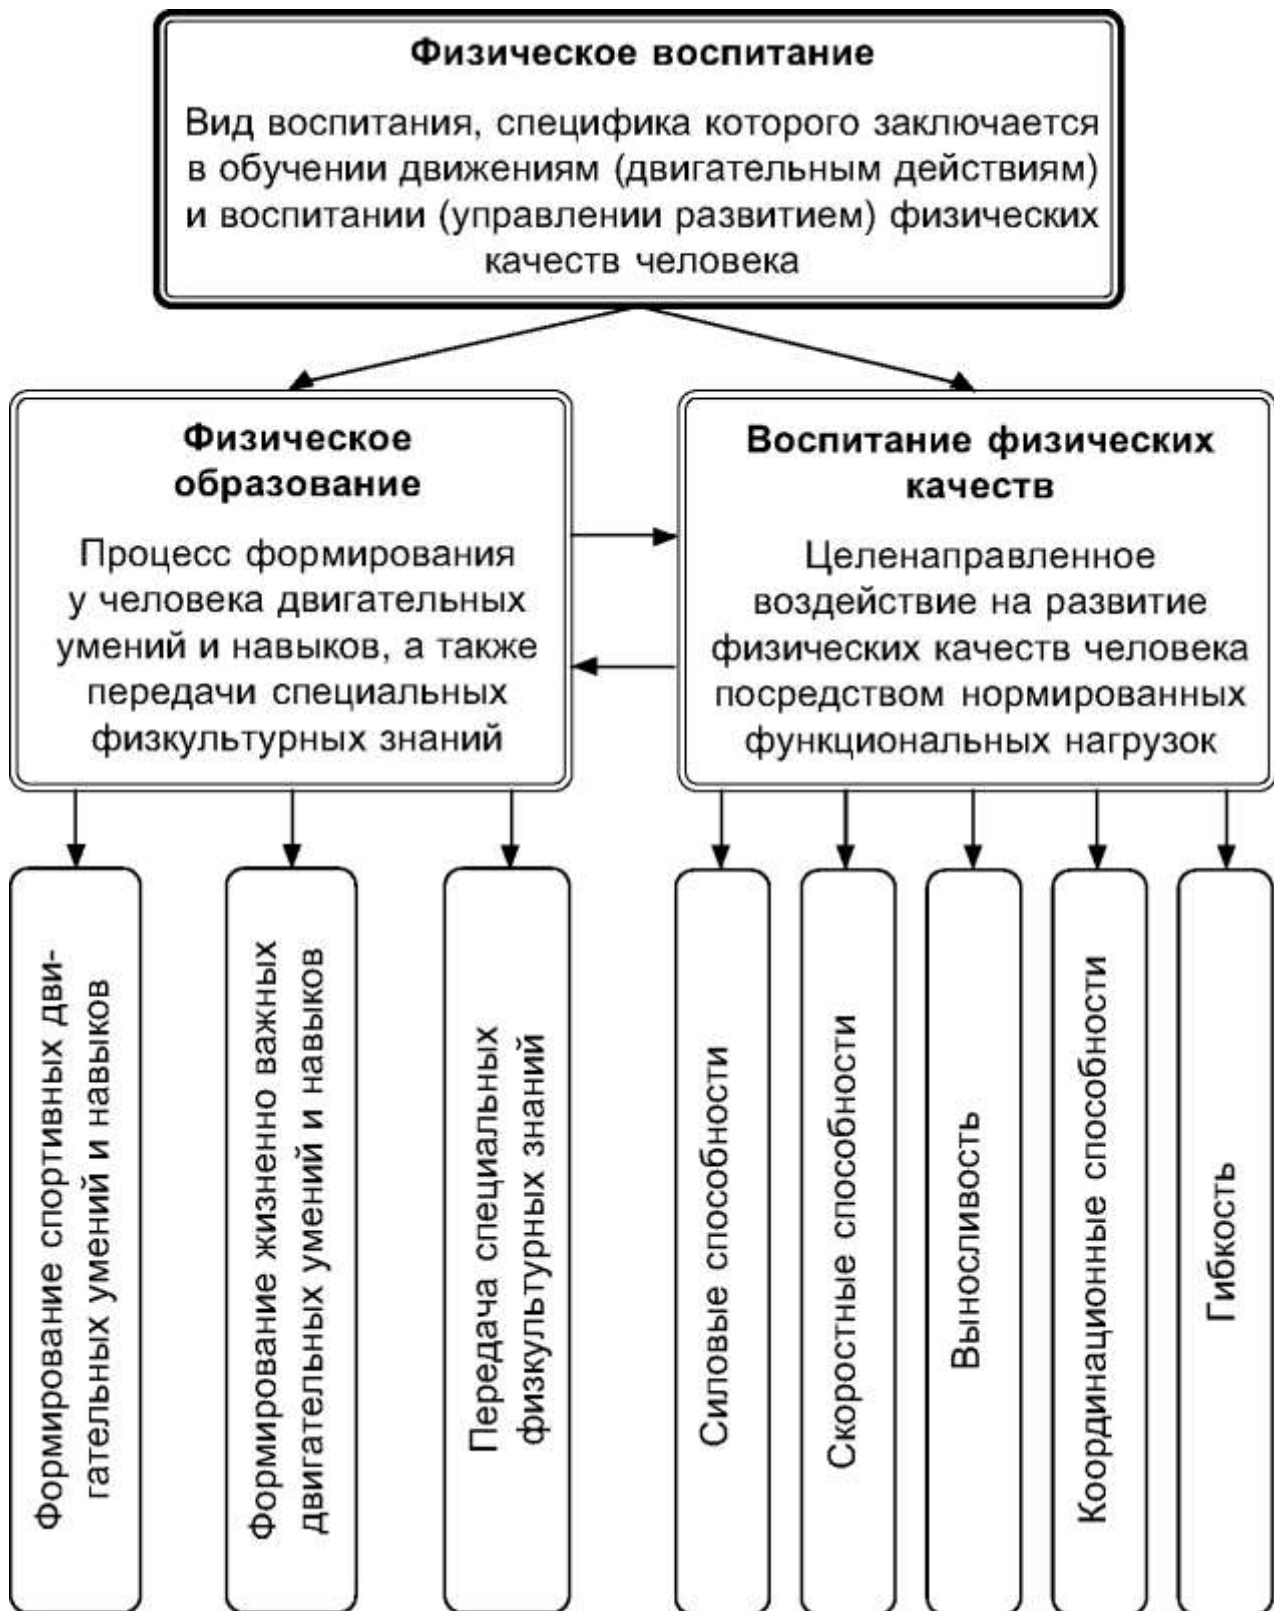 Физическое воспитание
Вид воспитания, специфика которого заключается
в обучении движениям (двигательным действиям)
и воспитании (управлении развитием) физических
качеств человека
Физическое
образование
Процесс формирования
у человека двигательных
умений и навыков, а также
передачи специальных
физкультурных знаний
Воспитание физических
качеств
Целенаправленное
воздействие на развитие
физических качеств человека
посредством нормированных
функциональных нагрузок
Формирование спортивных дви-
гательных умений и навыков
Формирование жизненно важных
двигательных умений и навыков
Передача специальных
физкультурных знаний
Силовые способности
Скоростные способности
Выносливость
Координационные способности
Гибкость